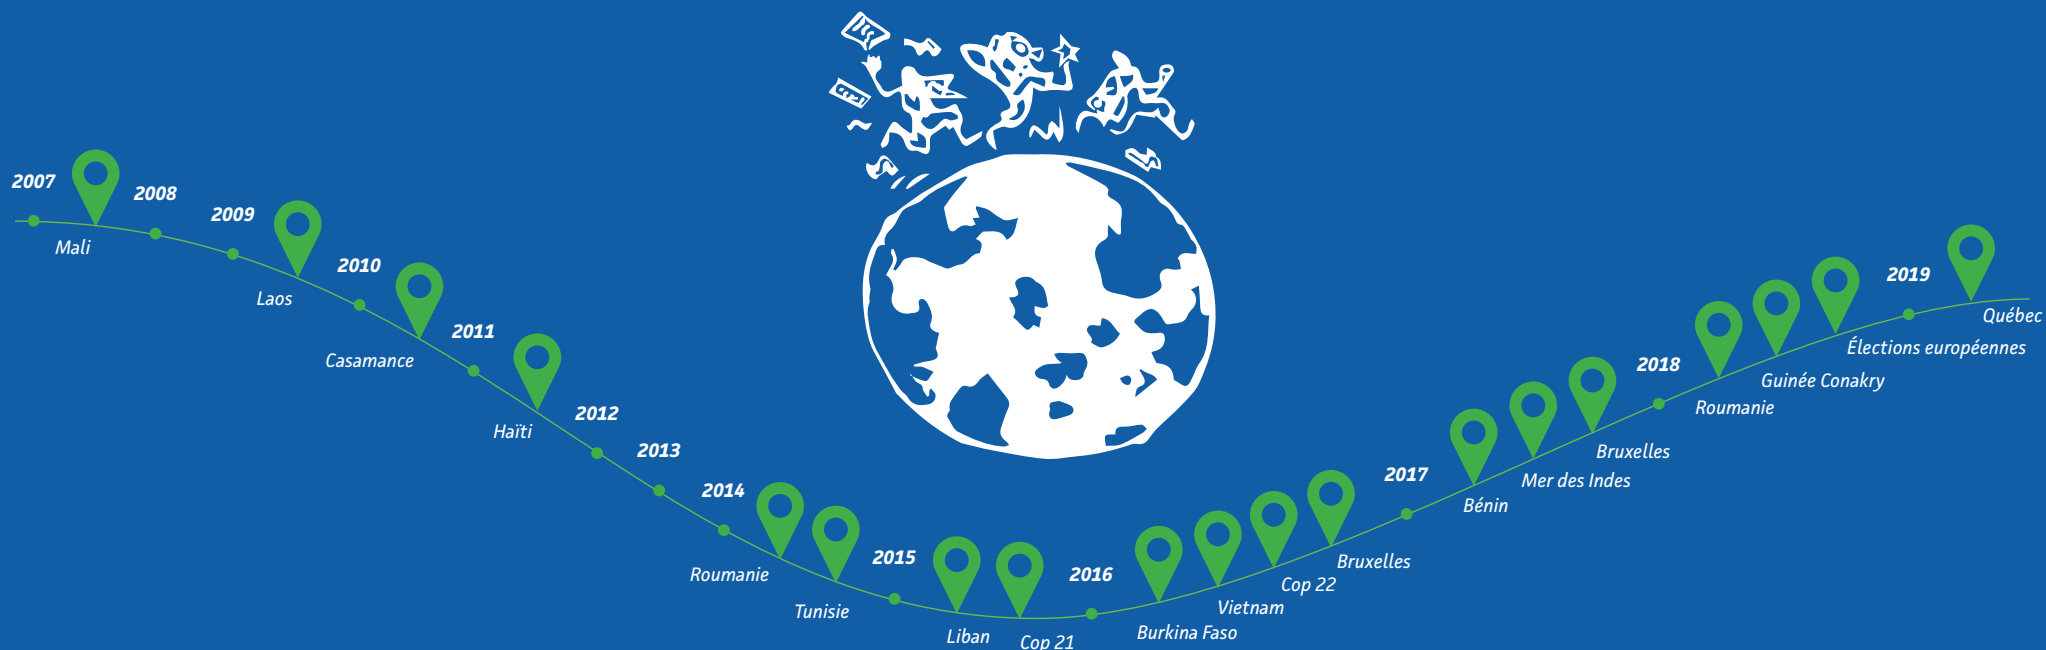 2007
Mali
2008
2009
Laos
2010
Casamance
2011
Haïti
2012
2013
2014
Roumanie
Tunisie
2015
Liban
Cop 21
2016
Burkina Faso
Vietnam
Cop 22
Bruxelles
2017
Bénin
Mer des Indes
Bruxelles
2018
Roumanie
Guinée Conakry
Élections européennes
2019
Québec